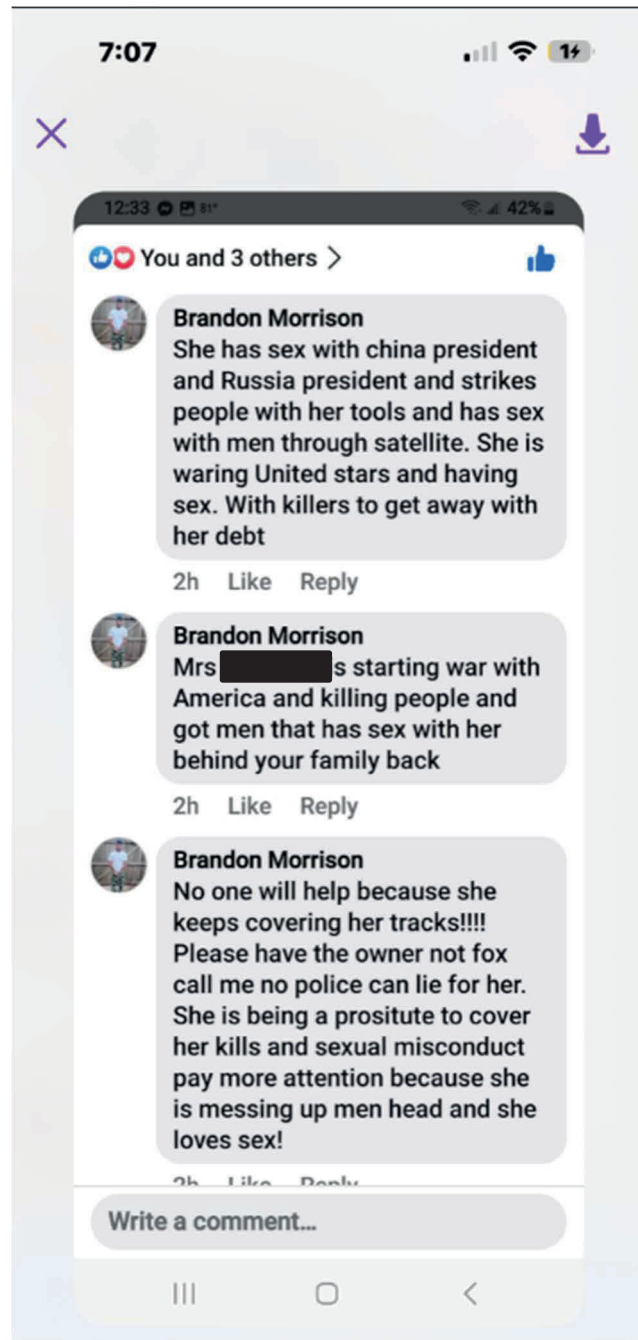 7:07
12:33 81° 42%
You and 3 others >
Brandon Morrison
She has sex with china president
and Russia president and strikes
people with her tools and has sex
with men through satellite. She is
waring United stars and having
sex. With killers to get away with
her debt
2h Like Reply
Brandon Morrison
Mrs s starting war with
America and killing people and
got men that has sex with her
behind your family back
2h Like Reply
Brandon Morrison
No one will help because she
keeps covering her tracks!!!!
Please have the owner not fox
call me no police can lie for her.
She is being a prositute to cover
her kills and sexual misconduct
pay more attention because she
is messing up men head and she
loves sex!
2h Like Reply
Write a comment...